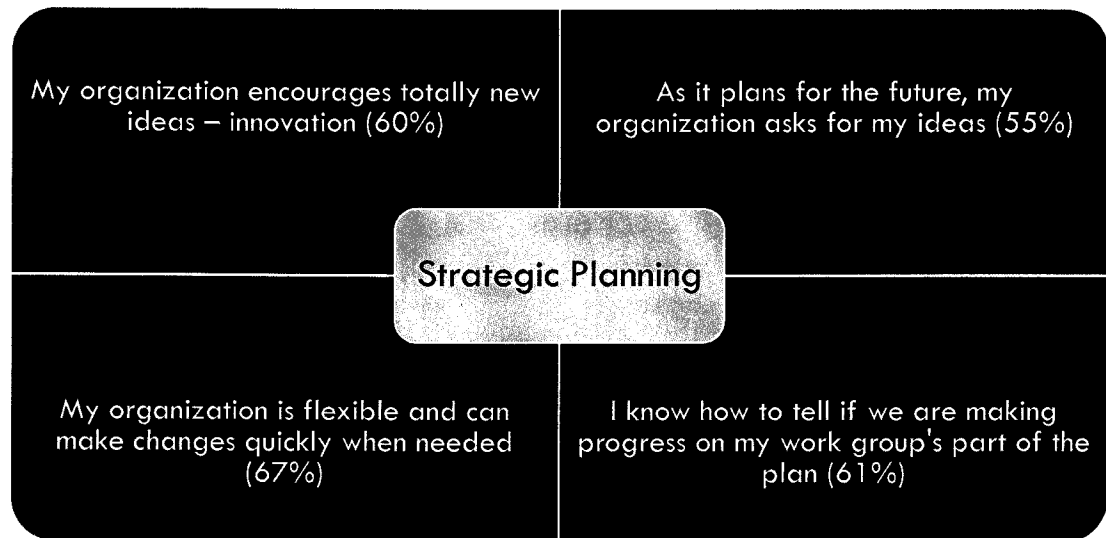 My organization encourages totally new
ideas – innovation (60%)
As it plans for the future, my
organization asks for my ideas (55%)
Strategic Planning
My organization is flexible and can
make changes quickly when needed
(67%)
I know how to tell if we are making
progress on my work group's part of the
plan (61%)